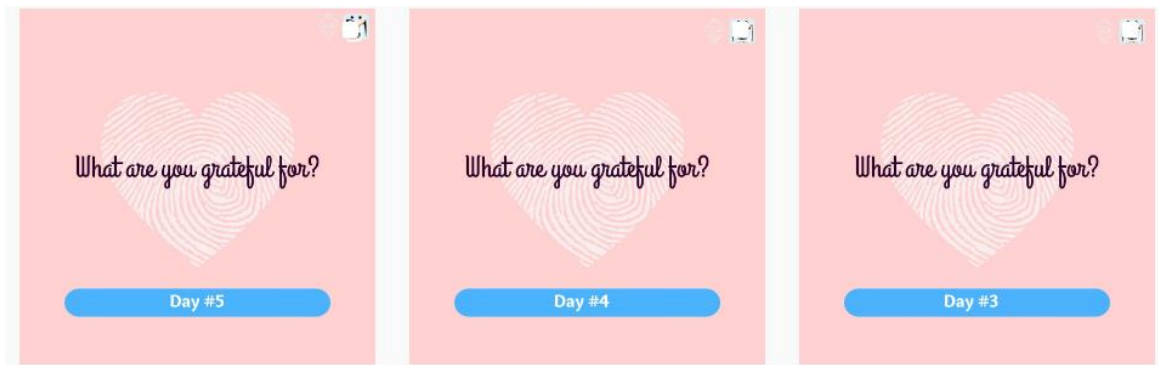 What are you grateful for?
Day #5
What are you grateful for?
Day #4
What are you grateful for?
Day #3